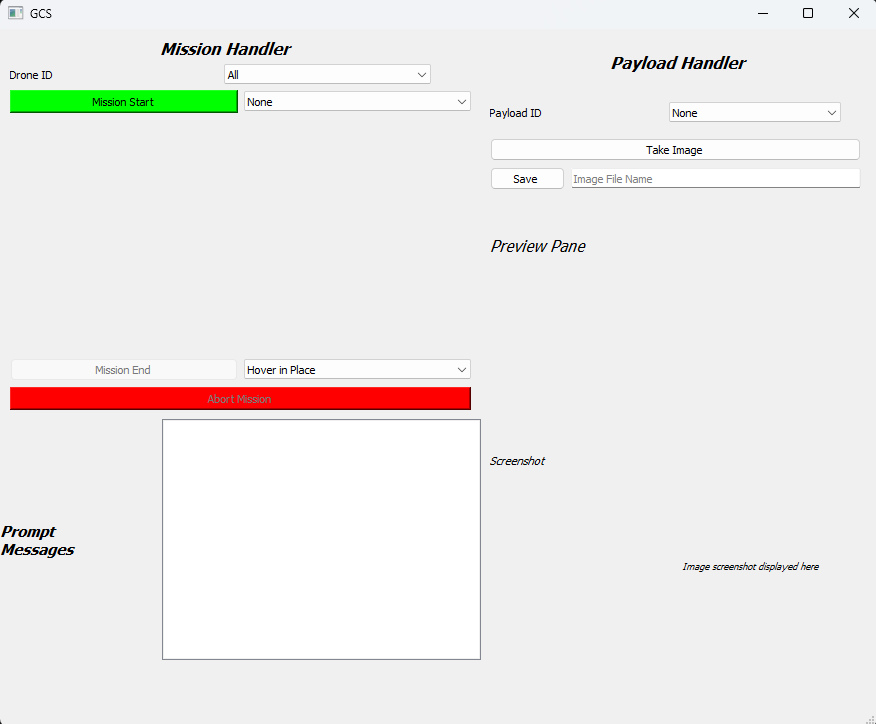 GCS
Mission Handler
Drone ID
All
Mission Start
None
Mission End
Hover in Place
Abort Mission
Prompt
Messages
Payload Handler
Payload ID
None
Take Image
Save
Image File Name
Preview Pane
Screenshot
Image screenshot displayed here